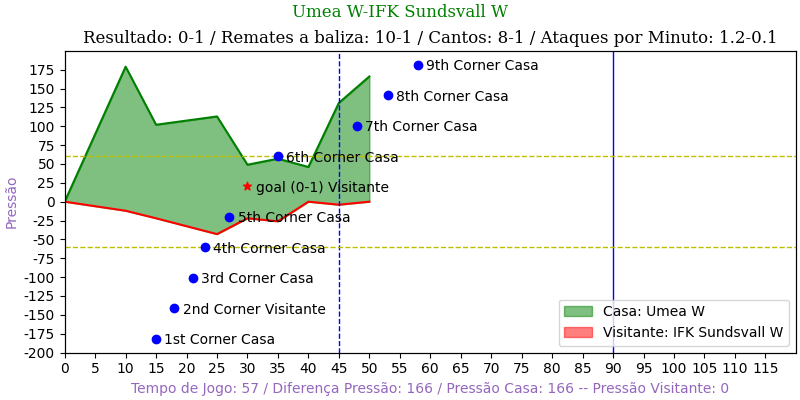 Umea W-IFK Sundsvall W
Resultado: 0-1 / Remates a baliza: 10-1 / Cantos: 8-1 / Ataques por Minuto: 1.2-0.1
Pressão
175
150
125
100
75
50
25
0
-25
-50
-75
-100
-125
-150
-175
-200
9th Corner Casa
8th Corner Casa
7th Corner Casa
6th Corner Casa
goal (0-1) Visitante
5th Corner Casa
4th Corner Casa
3rd Corner Casa
2nd Corner Visitante
1st Corner Casa
Casa: Umea W
Visitante: IFK Sundsvall W
0 5 10 15 20 25 30 35 40 45 50 55 60 65 70 75 80 85 90 95 100 105 110 115
Tempo de Jogo: 57 / Diferença Pressão: 166 / Pressão Casa: 166 -- Pressão Visitante: 0